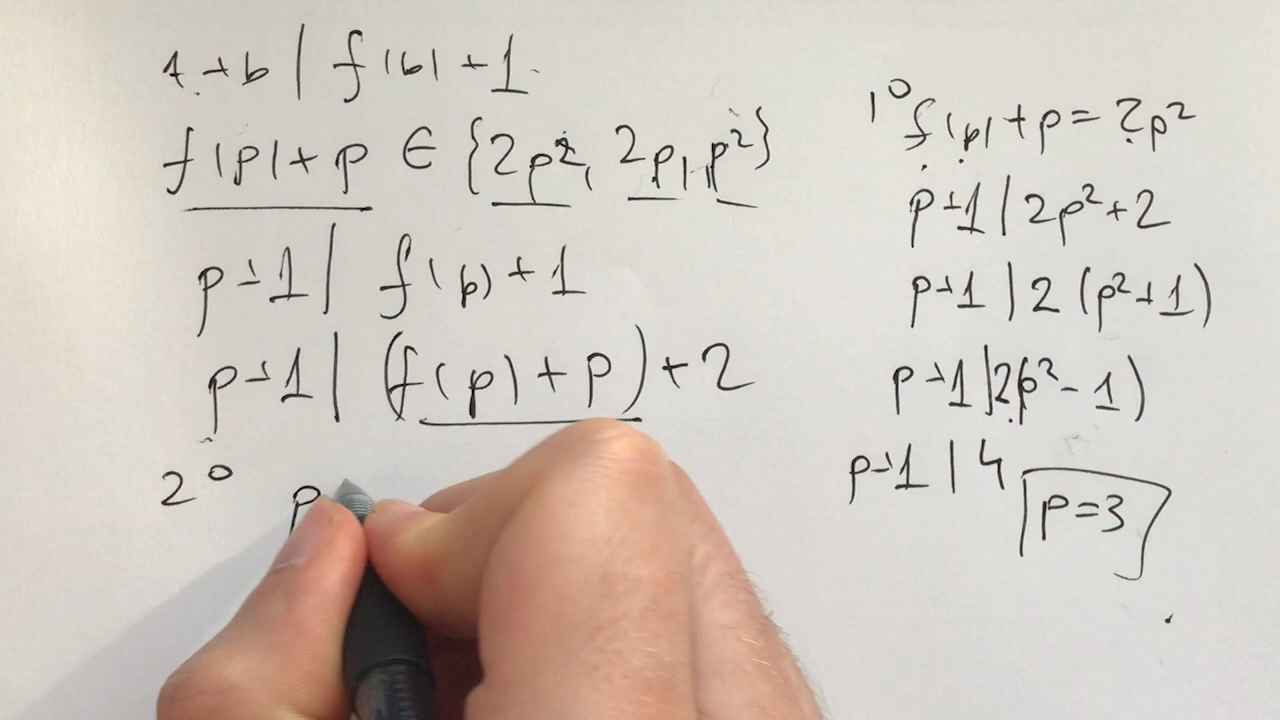 1+b | f(b)+1
f(p)+p ∈ {2p², 2p, p²}
p+1 | f(p)+1
p+1 | (f(p)+p)+2
2° p
1° f(p)+p=2p²
p+1 | 2p²+2
p+1 | 2(p²+1)
p+1 | 2(p²-1)
p+1 | 4
p=3